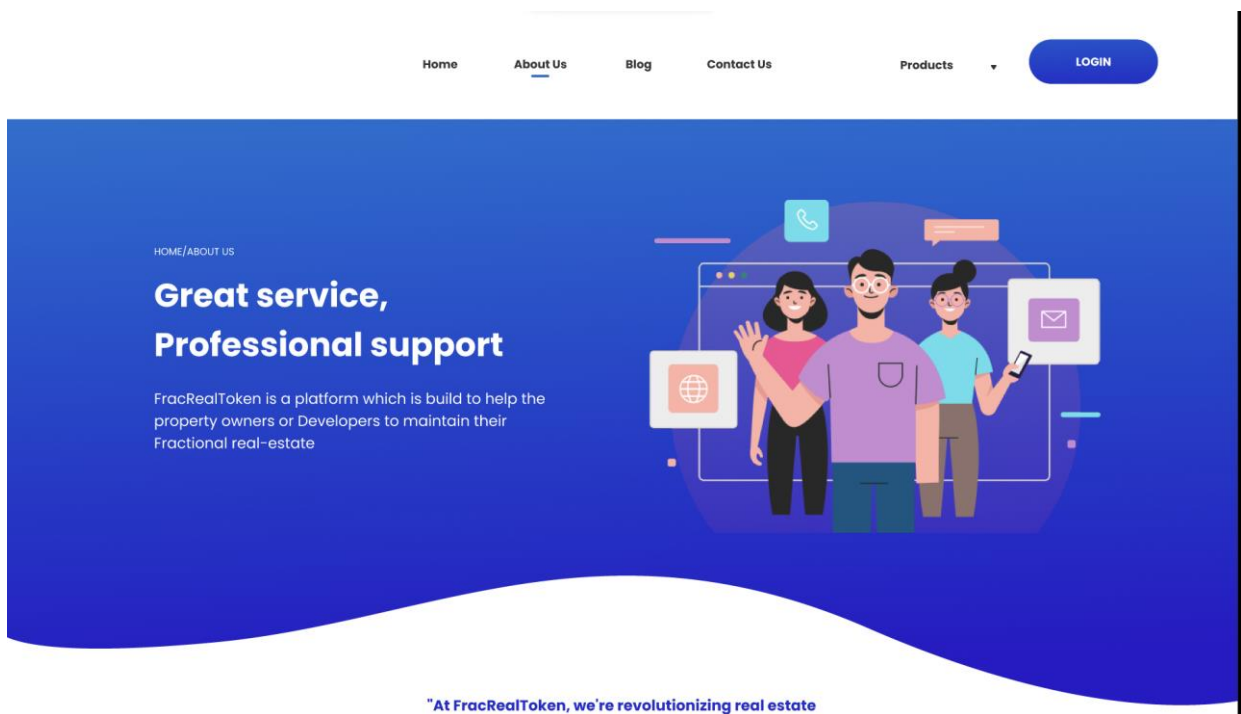 Home
About Us
Blog
Contact Us
Products
LOGIN
HOME/ABOUT US
Great service,
Professional support
FracRealToken is a platform which is build to help the
property owners or Developers to maintain their
Fractional real-estate
"At FracRealToken, we're revolutionizing real estate